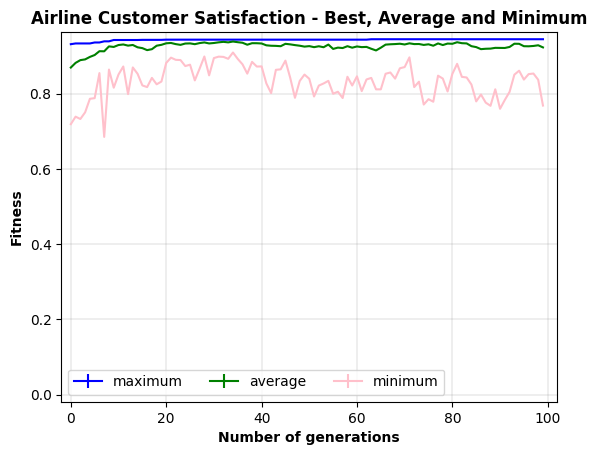 Airline Customer Satisfaction - Best, Average and Minimum
Fitness
0.8
0.6
0.4
0.2
0.0
maximum average minimum
0 20 40 60 80 100
Number of generations